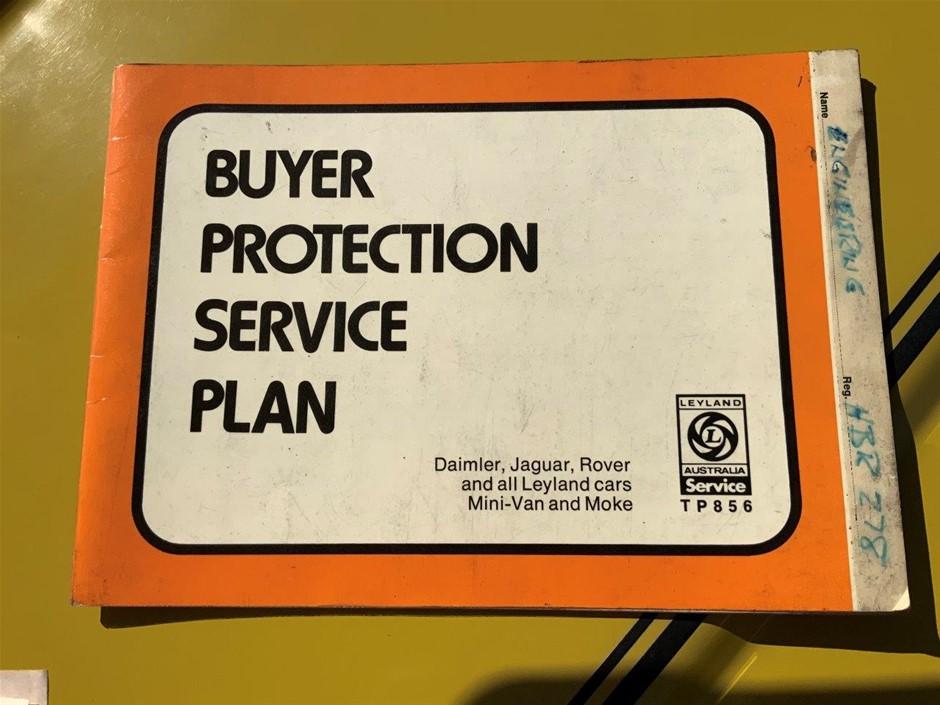 BUYER
PROTECTION
SERVICE
PLAN
Daimler, Jaguar, Rover
and all Leyland cars
Mini-Van and Moke
LEYLAND
L
AUSTRALIA
Service
TP856
Name ENGINEERING
Reg. HBR 278